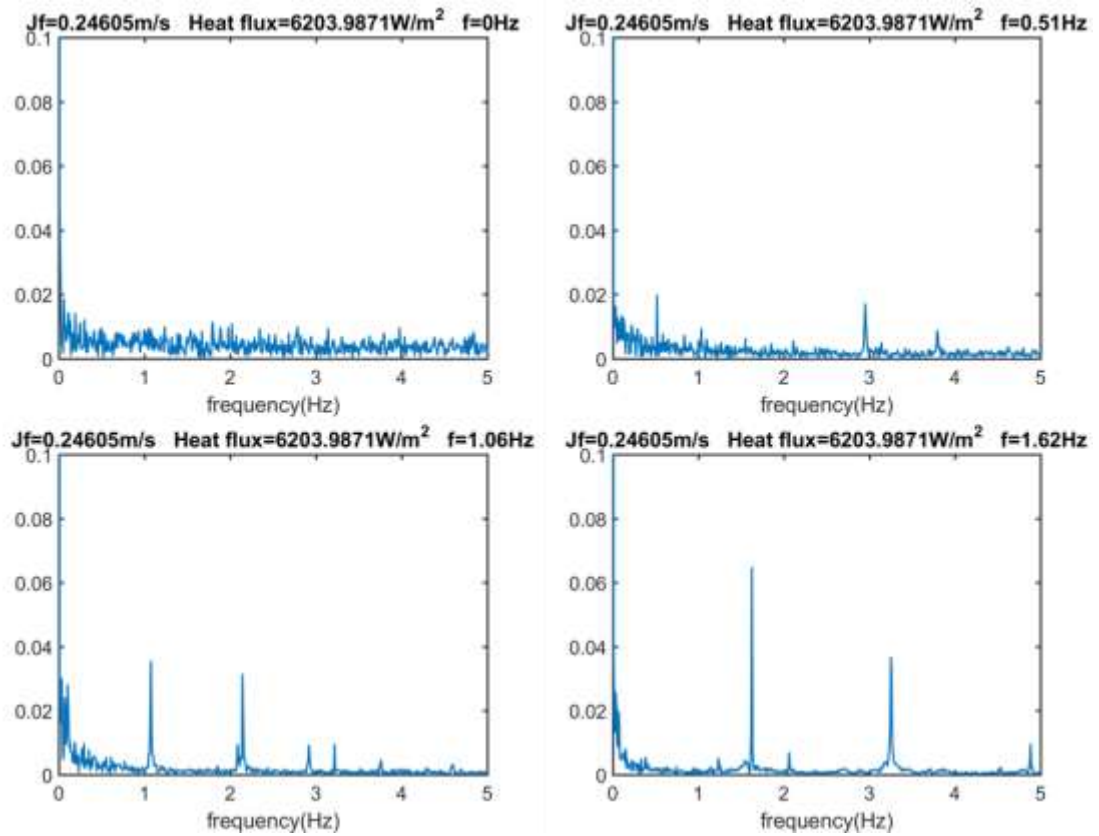 Jf=0.24605m/s Heat flux=6203.9871W/m² f=0Hz
0.1
0.08
0.06
0.04
0.02
0
0 1 2 3 4 5
frequency(Hz)
Jf=0.24605m/s Heat flux=6203.9871W/m² f=0.51Hz
0.1
0.08
0.06
0.04
0.02
0
0 1 2 3 4 5
frequency(Hz)
Jf=0.24605m/s Heat flux=6203.9871W/m² f=1.06Hz
0.1
0.08
0.06
0.04
0.02
0
0 1 2 3 4 5
frequency(Hz)
Jf=0.24605m/s Heat flux=6203.9871W/m² f=1.62Hz
0.1
0.08
0.06
0.04
0.02
0
0 1 2 3 4 5
frequency(Hz)